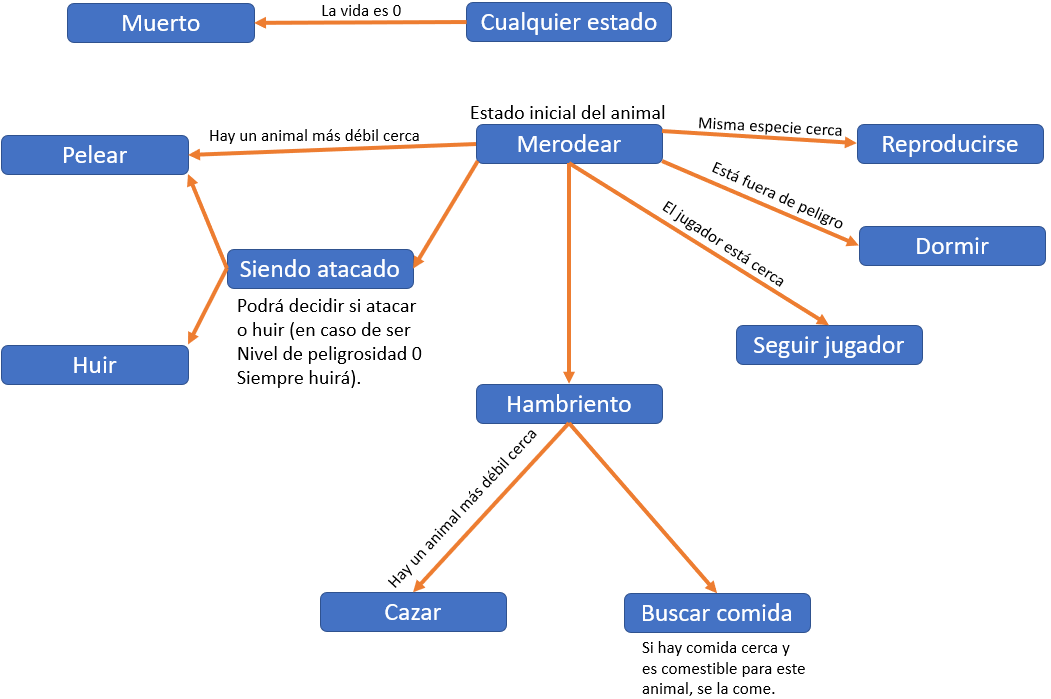 Muerto
La vida es 0
Cualquier estado
Estado inicial del animal
Merodear
Hay un animal más débil cerca
Pelear
Misma especie cerca
Reproducirse
Está fuera de peligro
Dormir
El jugador está cerca
Seguir jugador
Siendo atacado
Podrá decidir si atacar
o huir (en caso de ser
Nivel de peligrosidad 0
Siempre huirá).
Huir
Hambriento
Hay un animal más débil cerca
Cazar
Buscar comida
Si hay comida cerca y
es comestible para este
animal, se la come.